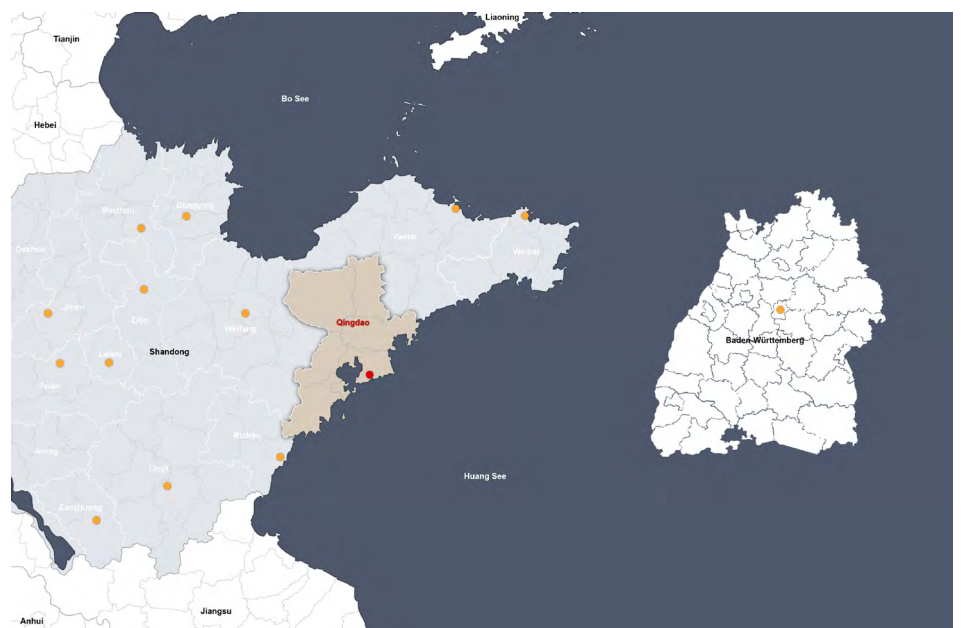 Liaoning
Tianjin
Bo See
Hebei
Binzhou
Dongying
Yantai
Weihai
Dezhou
Jinan
Zibo
Weifang
Qingdao
Baden-Württemberg
Laiwu
Shandong
Rizhao
Jining
Linyi
Huang See
Zaozhuang
Jiangsu
Anhui